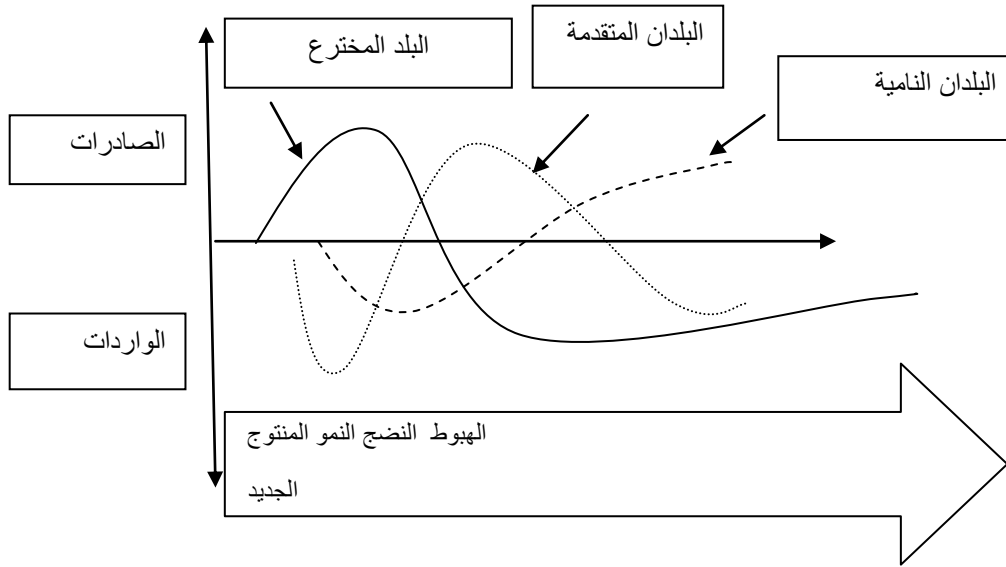 البلد المخترع
البلدان المتقدمة
البلدان النامية
الصادرات
الواردات
الهبوط النضج النمو المنتوج
الجديد